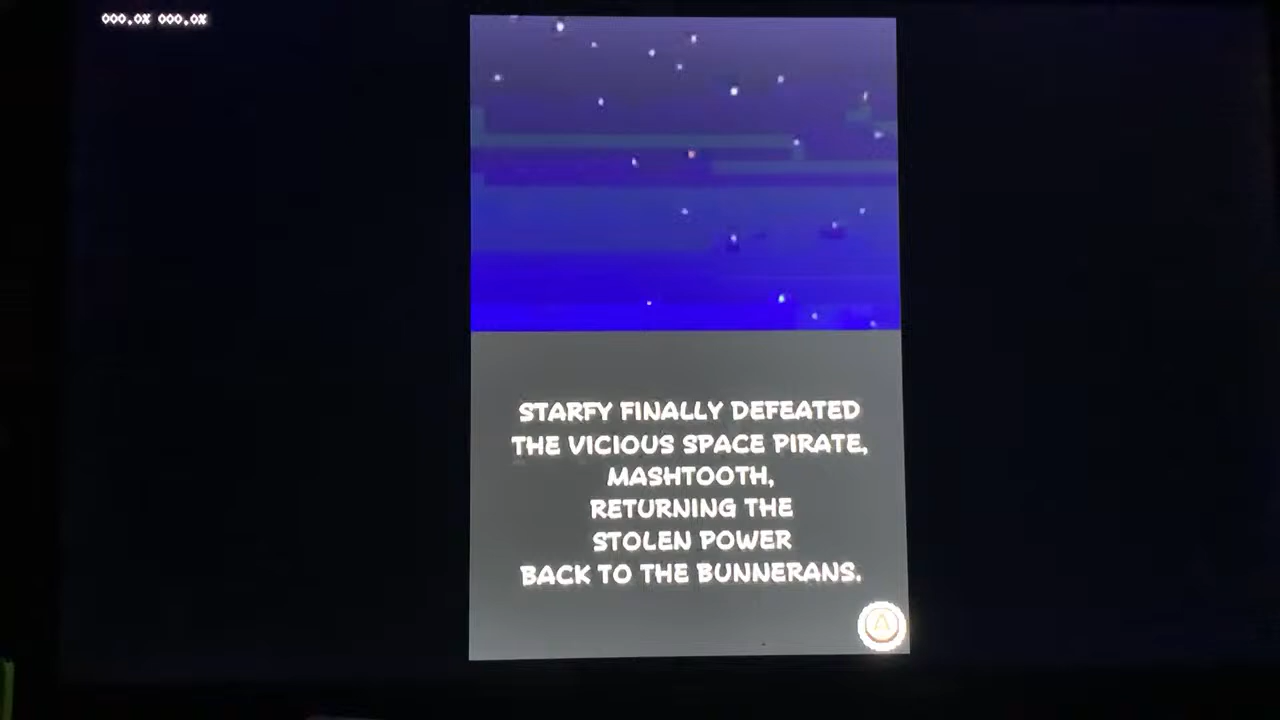 000.0% 000.0%
STARFY FINALLY DEFEATED
THE VICIOUS SPACE PIRATE,
MASHTOOTH,
RETURNING THE
STOLEN POWER
BACK TO THE BUNNERANS.
A